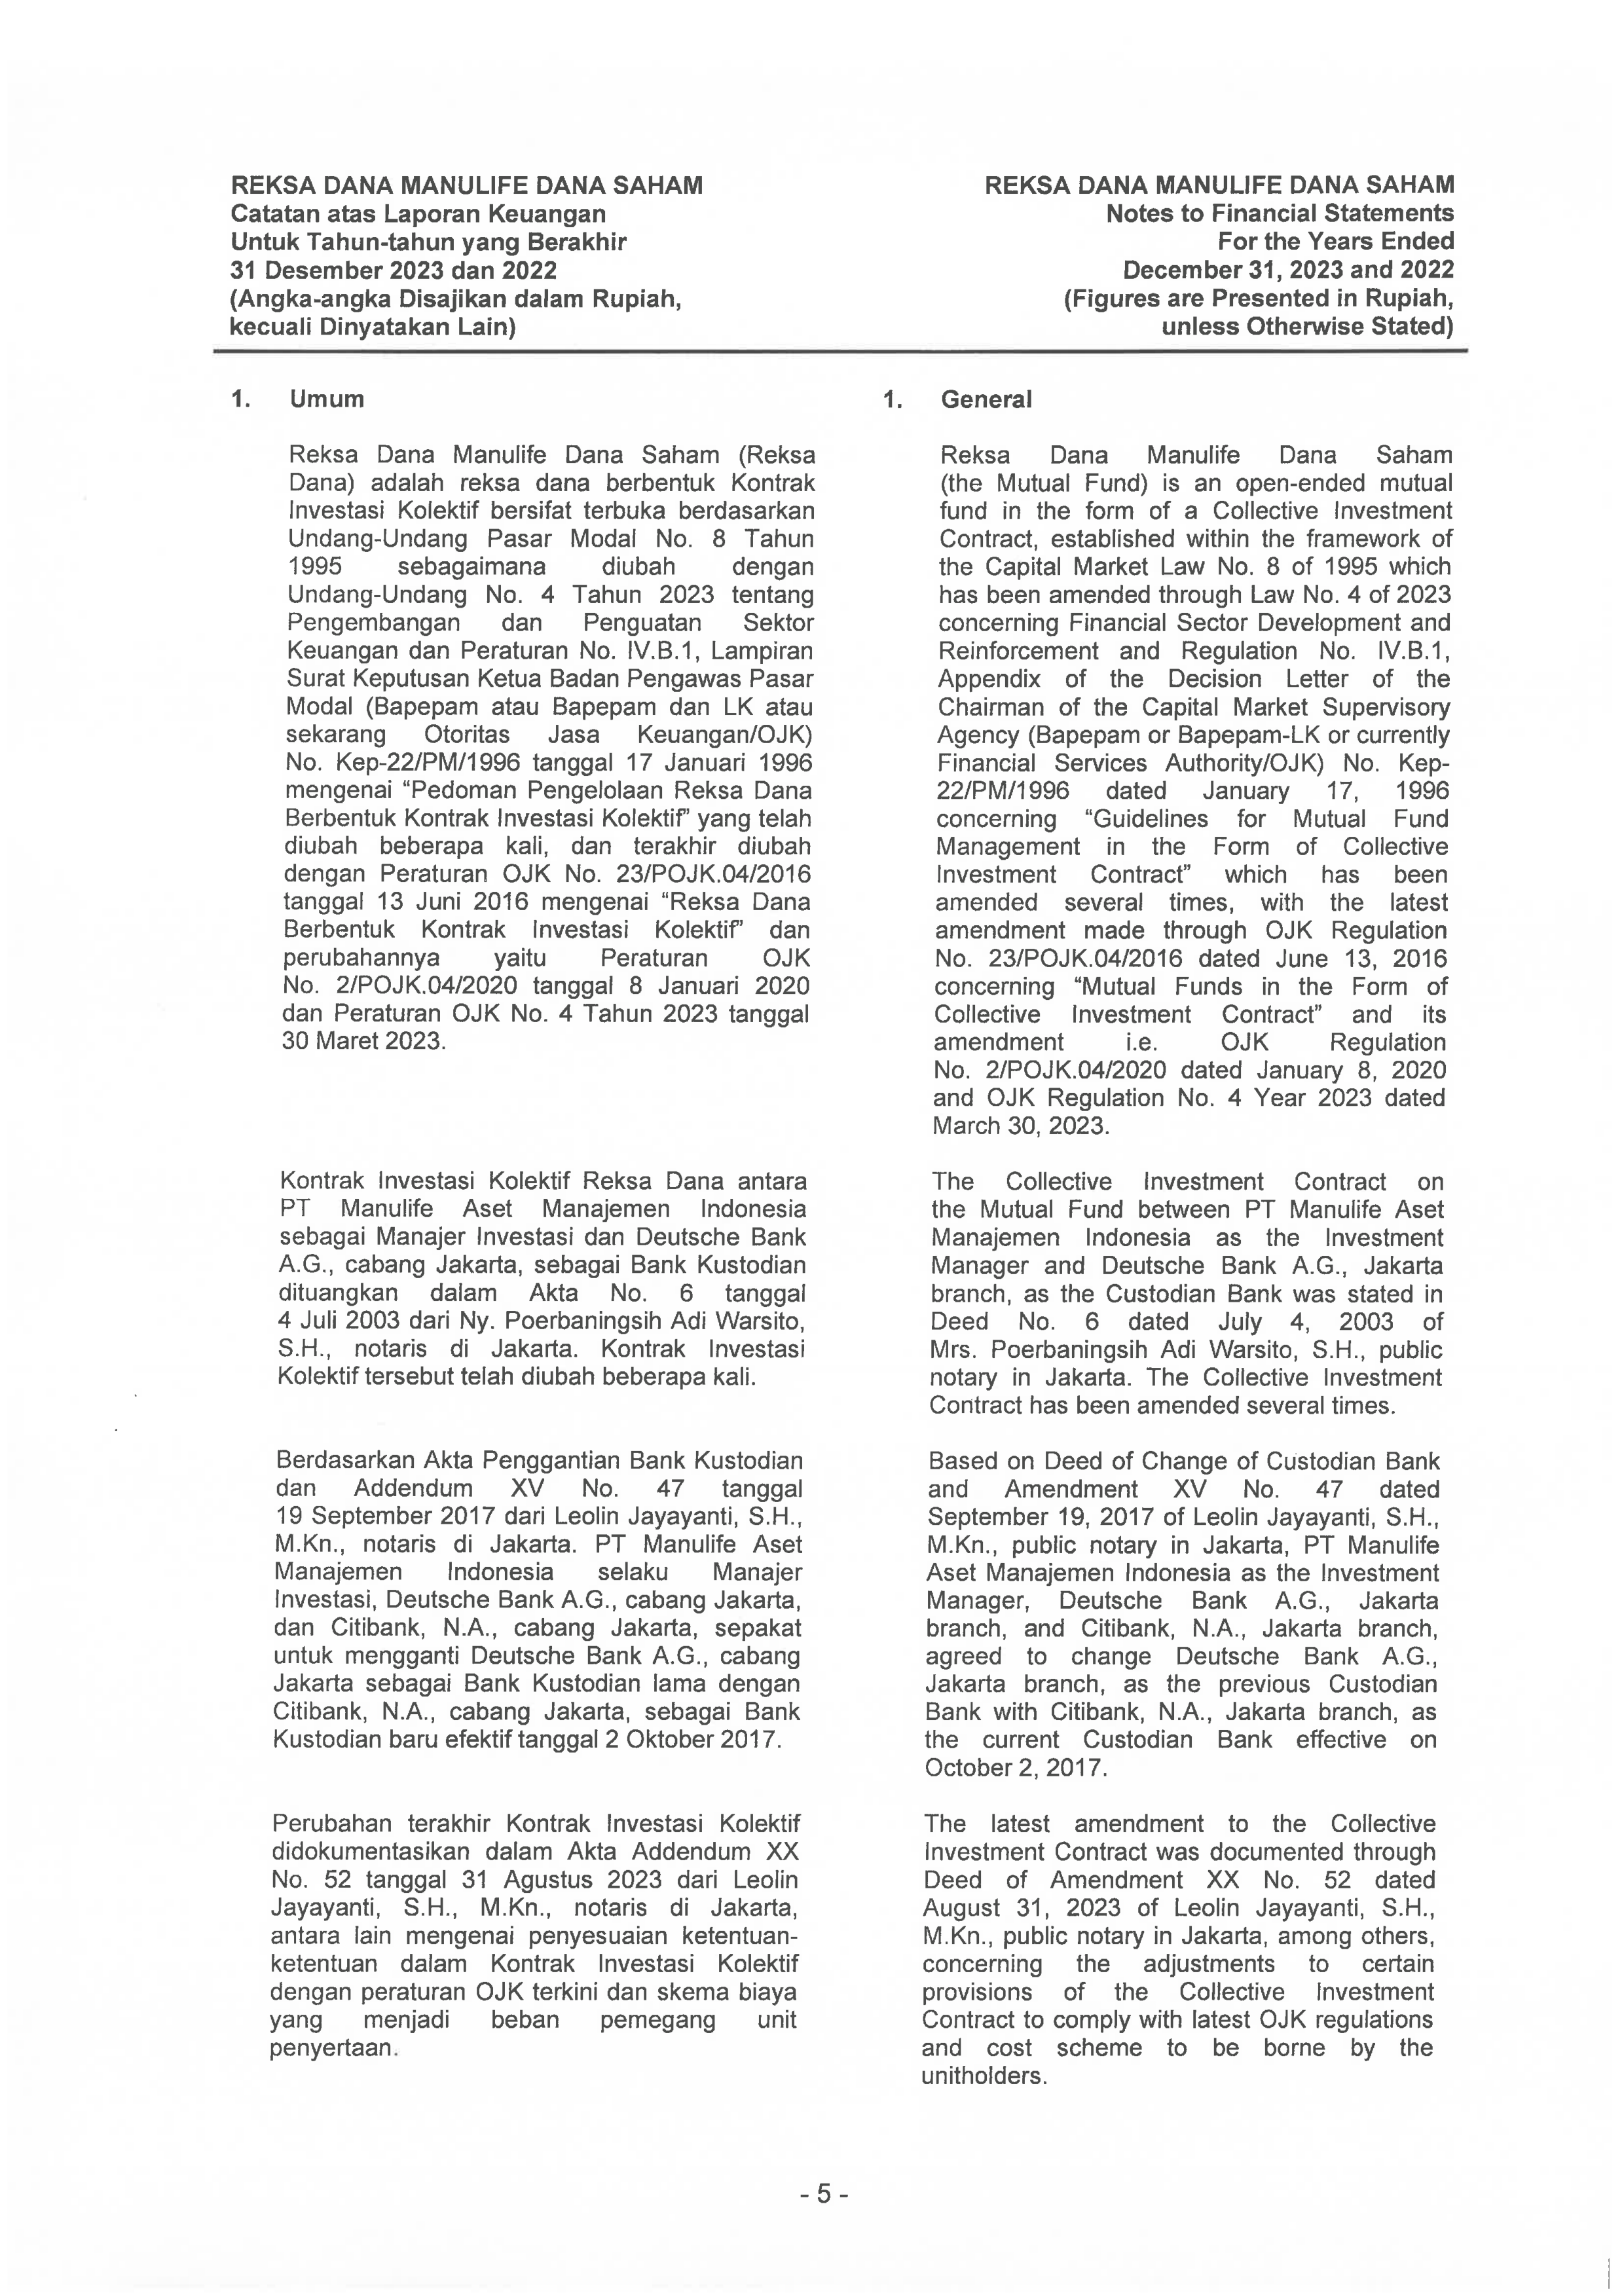 REKSA DANA MANULIFE DANA SAHAM
Catatan atas Laporan Keuangan
Untuk Tahun-tahun yang Berakhir
31 Desember 2023 dan 2022
(Angka-angka Disajikan dalam Rupiah,
kecuali Dinyatakan Lain)
REKSA DANA MANULIFE DANA SAHAM
Notes to Financial Statements
For the Years Ended
December 31, 2023 and 2022
(Figures are Presented in Rupiah,
unless Otherwise Stated)
1. Umum
Reksa Dana Manulife Dana Saham (Reksa
Dana) adalah reksa dana berbentuk Kontrak
Investasi Kolektif bersifat terbuka berdasarkan
Undang-Undang Pasar Modal No. 8 Tahun
1995 sebagaimana diubah dengan
Undang-Undang No. 4 Tahun 2023 tentang
Pengembangan dan Penguatan Sektor
Keuangan dan Peraturan No. IV.B.1, Lampiran
Surat Keputusan Ketua Badan Pengawas Pasar
Modal (Bapepam atau Bapepam dan LK atau
sekarang Otoritas Jasa Keuangan/OJK)
No. Kep-22/PM/1996 tanggal 17 Januari 1996
mengenai “Pedoman Pengelolaan Reksa Dana
Berbentuk Kontrak Investasi Kolektif” yang telah
diubah beberapa kali, dan terakhir diubah
dengan Peraturan OJK No. 23/POJK.04/2016
tanggal 13 Juni 2016 mengenai “Reksa Dana
Berbentuk Kontrak Investasi Kolektif” dan
perubahannya yaitu Peraturan OJK
No. 2/POJK.04/2020 tanggal 8 Januari 2020
dan Peraturan OJK No. 4 Tahun 2023 tanggal
30 Maret 2023.
Kontrak Investasi Kolektif Reksa Dana antara
PT Manulife Aset Manajemen Indonesia
sebagai Manajer Investasi dan Deutsche Bank
A.G., cabang Jakarta, sebagai Bank Kustodian
dituangkan dalam Akta No. 6 tanggal
4 Juli 2003 dari Ny. Poerbaningsih Adi Warsito,
S.H., notaris di Jakarta. Kontrak Investasi
Kolektif tersebut telah diubah beberapa kali.
Berdasarkan Akta Penggantian Bank Kustodian
dan Addendum XV No. 47 tanggal
19 September 2017 dari Leolin Jayayanti, S.H.,
M.Kn., notaris di Jakarta. PT Manulife Aset
Manajemen Indonesia selaku Manajer
Investasi, Deutsche Bank A.G., cabang Jakarta,
dan Citibank, N.A., cabang Jakarta, sepakat
untuk mengganti Deutsche Bank A.G., cabang
Jakarta sebagai Bank Kustodian lama dengan
Citibank, N.A., cabang Jakarta, sebagai Bank
Kustodian baru efektif tanggal 2 Oktober 2017.
Perubahan terakhir Kontrak Investasi Kolektif
didokumentasikan dalam Akta Addendum XX
No. 52 tanggal 31 Agustus 2023 dari Leolin
Jayayanti, S.H., M.Kn., notaris di Jakarta,
antara lain mengenai penyesuaian ketentuan-
ketentuan dalam Kontrak Investasi Kolektif
dengan peraturan OJK terkini dan skema biaya
yang menjadi beban pemegang unit
penyertaan.
1. General
Reksa Dana Manulife Dana Saham
(the Mutual Fund) is an open-ended mutual
fund in the form of a Collective Investment
Contract, established within the framework of
the Capital Market Law No. 8 of 1995 which
has been amended through Law No. 4 of 2023
concerning Financial Sector Development and
Reinforcement and Regulation No. IV.B.1,
Appendix of the Decision Letter of the
Chairman of the Capital Market Supervisory
Agency (Bapepam or Bapepam-LK or currently
Financial Services Authority/OJK) No. Kep-
22/PM/1996 dated January 17, 1996
concerning “Guidelines for Mutual Fund
Management in the Form of Collective
Investment Contract” which has been
amended several times, with the latest
amendment made through OJK Regulation
No. 23/POJK.04/2016 dated June 13, 2016
concerning “Mutual Funds in the Form of
Collective Investment Contract” and its
amendment i.e. OJK Regulation
No. 2/POJK.04/2020 dated January 8, 2020
and OJK Regulation No. 4 Year 2023 dated
March 30, 2023.
The Collective Investment Contract on
the Mutual Fund between PT Manulife Aset
Manajemen Indonesia as the Investment
Manager and Deutsche Bank A.G., Jakarta
branch, as the Custodian Bank was stated in
Deed No. 6 dated July 4, 2003 of
Mrs. Poerbaningsih Adi Warsito, S.H., public
notary in Jakarta. The Collective Investment
Contract has been amended several times.
Based on Deed of Change of Custodian Bank
and Amendment XV No. 47 dated
September 19, 2017 of Leolin Jayayanti, S.H.,
M.Kn., public notary in Jakarta, PT Manulife
Aset Manajemen Indonesia as the Investment
Manager, Deutsche Bank A.G., Jakarta
branch, and Citibank, N.A., Jakarta branch,
agreed to change Deutsche Bank A.G.,
Jakarta branch, as the previous Custodian
Bank with Citibank, N.A., Jakarta branch, as
the current Custodian Bank effective on
October 2, 2017.
The latest amendment to the Collective
Investment Contract was documented through
Deed of Amendment XX No. 52 dated
August 31, 2023 of Leolin Jayayanti, S.H.,
M.Kn., public notary in Jakarta, among others,
concerning the adjustments to certain
provisions of the Collective Investment
Contract to comply with latest OJK regulations
and cost scheme to be borne by the
unitholders.
- 5 -